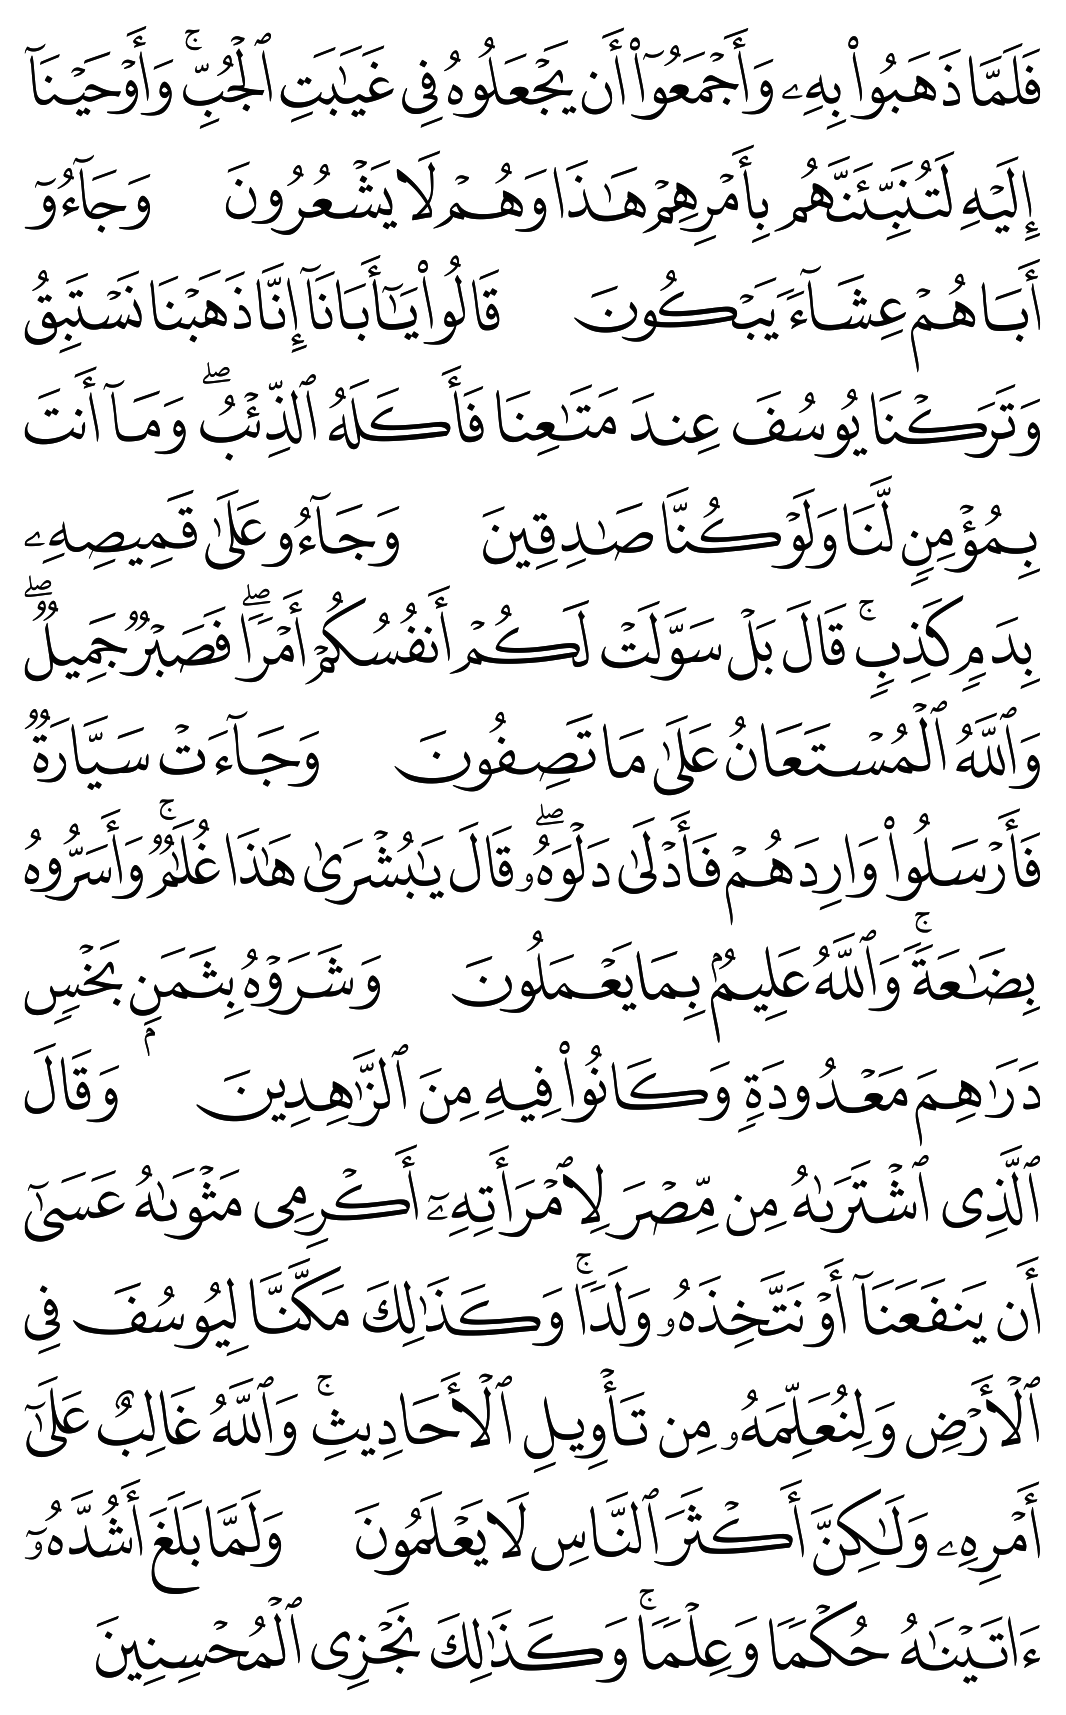 فَلَمَّا ذَهَبُوا۟ بِهِۦ وَأَجْمَعُوٓا۟ أَن يَجْعَلُوهُ فِى غَيَٰبَتِ ٱلْجُبِّ ۚ وَأَوْحَيْنَآ
إِلَيْهِ لَتُنَبِّئَنَّهُم بِأَمْرِهِمْ هَٰذَا وَهُمْ لَا يَشْعُرُونَ وَجَآءُوٓ
أَبَاهُمْ عِشَآءً يَبْكُونَ قَالُوا۟ يَٰٓأَبَانَآ إِنَّا ذَهَبْنَا نَسْتَبِقُ
وَتَرَكْنَا يُوسُفَ عِندَ مَتَٰعِنَا فَأَكَلَهُ ٱلذِّئْبُ ۖ وَمَآ أَنتَ
بِمُؤْمِنٍ لَّنَا وَلَوْ كُنَّا صَٰدِقِينَ وَجَآءُو عَلَىٰ قَمِيصِهِۦ
بِدَمٍ كَذِبٍ ۚ قَالَ بَلْ سَوَّلَتْ لَكُمْ أَنفُسُكُمْ أَمْرًا ۖ فَصَبْرٌ جَمِيلٌ ۖ
وَٱللَّهُ ٱلْمُسْتَعَانُ عَلَىٰ مَا تَصِفُونَ وَجَآءَتْ سَيَّارَةٌ
فَأَرْسَلُوا۟ وَارِدَهُمْ فَأَدْلَىٰ دَلْوَهُۥ ۖ قَالَ يَٰبُشْرَىٰ هَٰذَا غُلَٰمٌ ۚ وَأَسَرُّوهُ
بِضَٰعَةً ۚ وَٱللَّهُ عَلِيمٌۢ بِمَا يَعْمَلُونَ وَشَرَوْهُ بِثَمَنٍۭ بَخْسٍ
دَرَٰهِمَ مَعْدُودَةٍ وَكَانُوا۟ فِيهِ مِنَ ٱلزَّٰهِدِينَ وَقَالَ
ٱلَّذِى ٱشْتَرَىٰهُ مِن مِّصْرَ لِٱمْرَأَتِهِۦٓ أَكْرِمِى مَثْوَىٰهُ عَسَىٰٓ
أَن يَنفَعَنَآ أَوْ نَتَّخِذَهُۥ وَلَدًا ۚ وَكَذَٰلِكَ مَكَّنَّا لِيُوسُفَ فِى
ٱلْأَرْضِ وَلِنُعَلِّمَهُۥ مِن تَأْوِيلِ ٱلْأَحَادِيثِ ۚ وَٱللَّهُ غَالِبٌ عَلَىٰٓ
أَمْرِهِۦ وَلَٰكِنَّ أَكْثَرَ ٱلنَّاسِ لَا يَعْلَمُونَ وَلَمَّا بَلَغَ أَشُدَّهُۥٓ
ءَاتَيْنَٰهُ حُكْمًا وَعِلْمًا ۚ وَكَذَٰلِكَ نَجْزِى ٱلْمُحْسِنِينَ